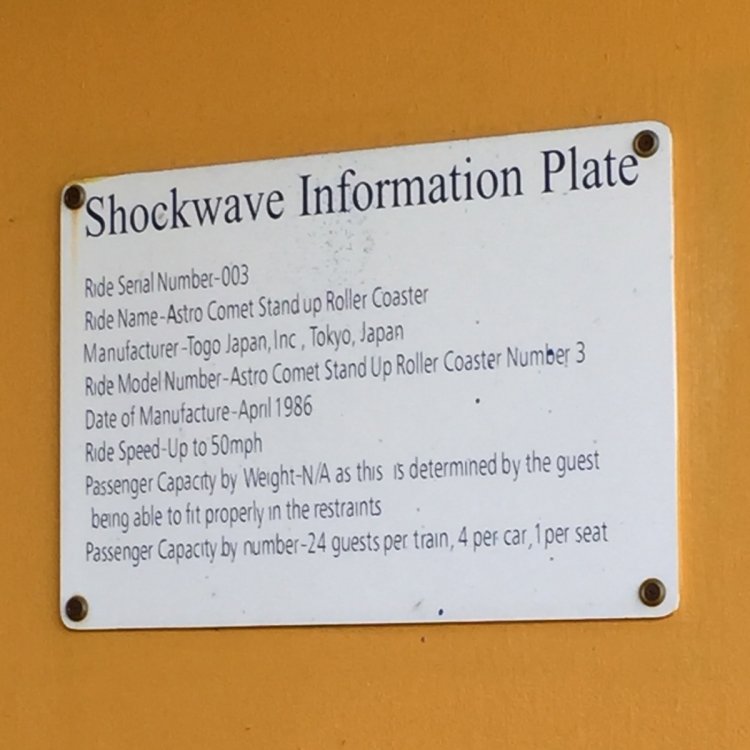 Shockwave Information Plate
Ride Serial Number-003
Ride Name-Astro Comet Stand up Roller Coaster
Manufacturer-Togo Japan, Inc , Tokyo, Japan
Ride Model Number-Astro Comet Stand Up Roller Coaster Number 3
Date of Manufacture-April 1986
Ride Speed-Up to 50mph
Passenger Capacity by Weight-N/A as this is determined by the guest
being able to fit properly in the restraints
Passenger Capacity by number-24 guests per train, 4 per car, 1 per seat